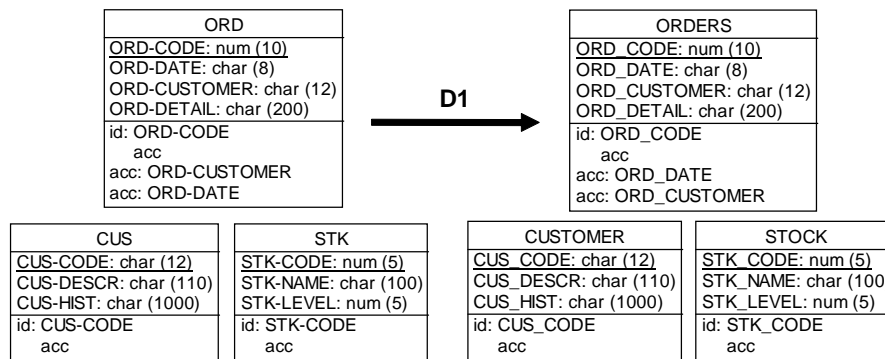 ORD
ORD-CODE: num (10)
ORD-DATE: char (8)
ORD-CUSTOMER: char (12)
ORD-DETAIL: char (200)
id: ORD-CODE
acc
acc: ORD-CUSTOMER
acc: ORD-DATE
D1
ORDERS
ORD_CODE: num (10)
ORD_DATE: char (8)
ORD_CUSTOMER: char (12)
ORD_DETAIL: char (200)
id: ORD_CODE
acc
acc: ORD_DATE
acc: ORD_CUSTOMER
CUS
CUS-CODE: char (12)
CUS-DESCR: char (110)
CUS-HIST: char (1000)
id: CUS-CODE
acc
STK
STK-CODE: num (5)
STK-NAME: char (100)
STK-LEVEL: num (5)
id: STK-CODE
acc
CUSTOMER
CUS_CODE: char (12)
CUS_DESCR: char (110)
CUS_HIST: char (1000)
id: CUS_CODE
acc
STOCK
STK_CODE: num (5)
STK_NAME: char (100
STK_LEVEL: num (5)
id: STK_CODE
acc